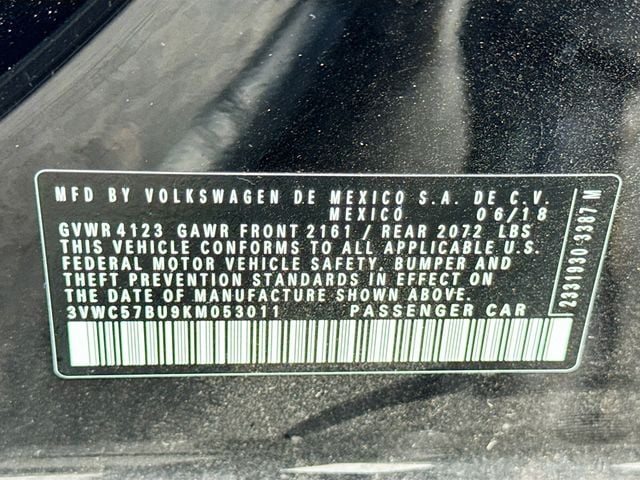 MFD BY VOLKSWAGEN DE MEXICO S.A. DE C.V.
MEXICO 06/18
GVWR 4123 GAWR FRONT 2161 / REAR 2072 LBS
THIS VEHICLE CONFORMS TO ALL APPLICABLE U.S.
FEDERAL MOTOR VEHICLE SAFETY, BUMPER AND
THEFT PREVENTION STANDARDS IN EFFECT ON
THE DATE OF MANUFACTURE SHOWN ABOVE.
3VWC57BU9KM053011 PASSENGER CAR
2331930-3387 M